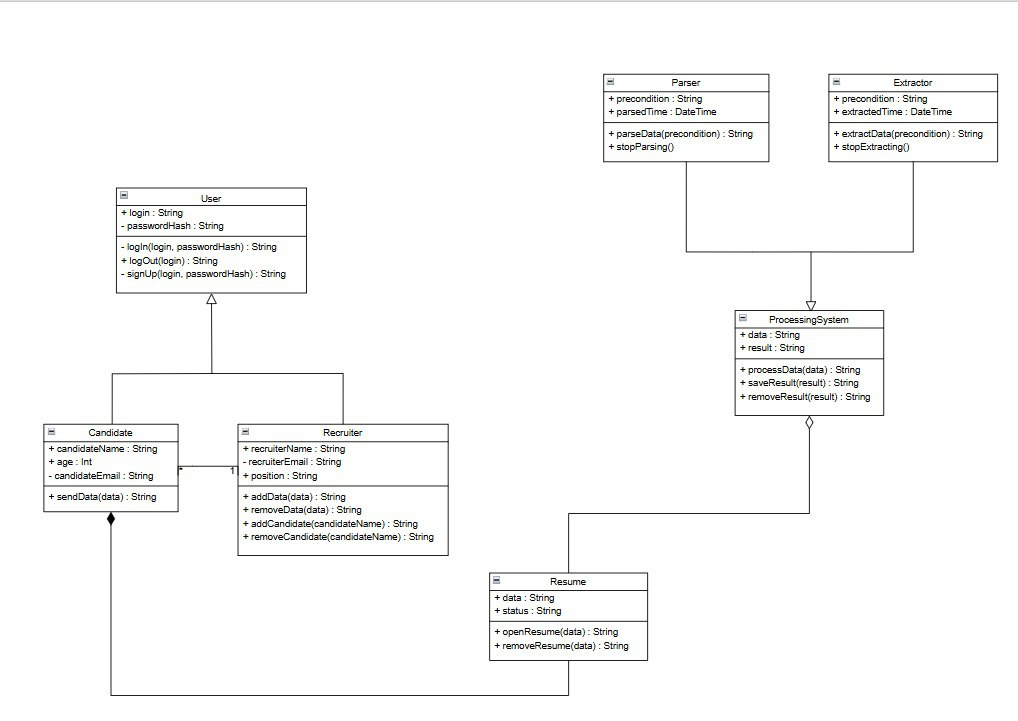 Parser
+ precondition : String
+ parsedTime : DateTime
+ parseData(precondition) : String
+ stopParsing()
Extractor
+ precondition : String
+ extractedTime : DateTime
+ extractData(precondition) : String
+ stopExtracting()
User
+ login : String
- passwordHash : String
- logIn(login, passwordHash) : String
+ logOut(login) : String
- signUp(login, passwordHash) : String
ProcessingSystem
+ data : String
+ result : String
+ processData(data) : String
+ saveResult(result) : String
+ removeResult(result) : String
Candidate
+ candidateName : String
+ age : Int
- candidateEmail : String
+ sendData(data) : String
* 1
Recruiter
+ recruiterName : String
- recruiterEmail : String
+ position : String
+ addData(data) : String
+ removeData(data) : String
+ addCandidate(candidateName) : String
+ removeCandidate(candidateName) : String
Resume
+ data : String
+ status : String
+ openResume(data) : String
+ removeResume(data) : String